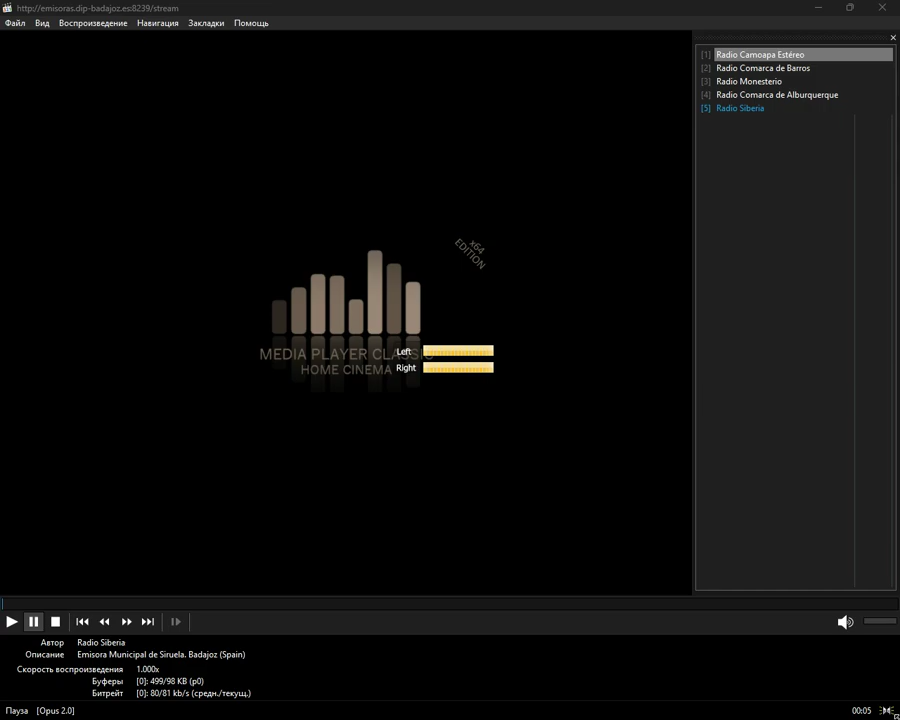 http://emisoras.dip-badajoz.es:8239/stream
Файл Вид Воспроизведение Навигация Закладки Помощь
[1] Radio Camoapa Estéreo
[2] Radio Comarca de Barros
[3] Radio Monesterio
[4] Radio Comarca de Alburquerque
[5] Radio Siberia
x64
EDITION
MEDIA PLAYER CLASSIC
HOME CINEMA
Left
Right
Автор Radio Siberia
Описание Emisora Municipal de Siruela. Badajoz (Spain)
Скорость воспроизведения 1.000x
Буферы [0]: 499/98 KB (p0)
Битрейт [0]: 80/81 kb/s (средн./текущ.)
Пауза [Opus 2.0] 00:05